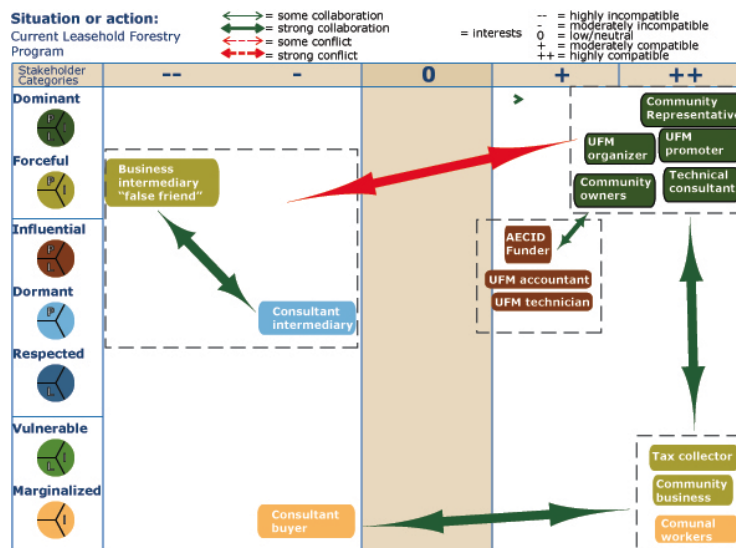 Situation or action:
Current Leasehold Forestry
Program
= some collaboration
= strong collaboration
= some conflict
= strong conflict
= interests
-- = highly incompatible
- = moderately incompatible
0 = low/neutral
+ = moderately compatible
++ = highly compatible
Stakeholder
Categories
--
-
0
+
++
Dominant
P
I
L
Forceful
P
I
Influential
P
L
Dormant
P
Respected
L
Vulnerable
I
L
Marginalized
I
Business
intermediary
"false friend"
Consultant
intermediary
Consultant
buyer
Community
Representative
UFM
organizer
UFM
promoter
Community
owners
Technical
consultant
AECID
Funder
UFM accountant
UFM technician
Tax collector
Community
business
Comunal
workers